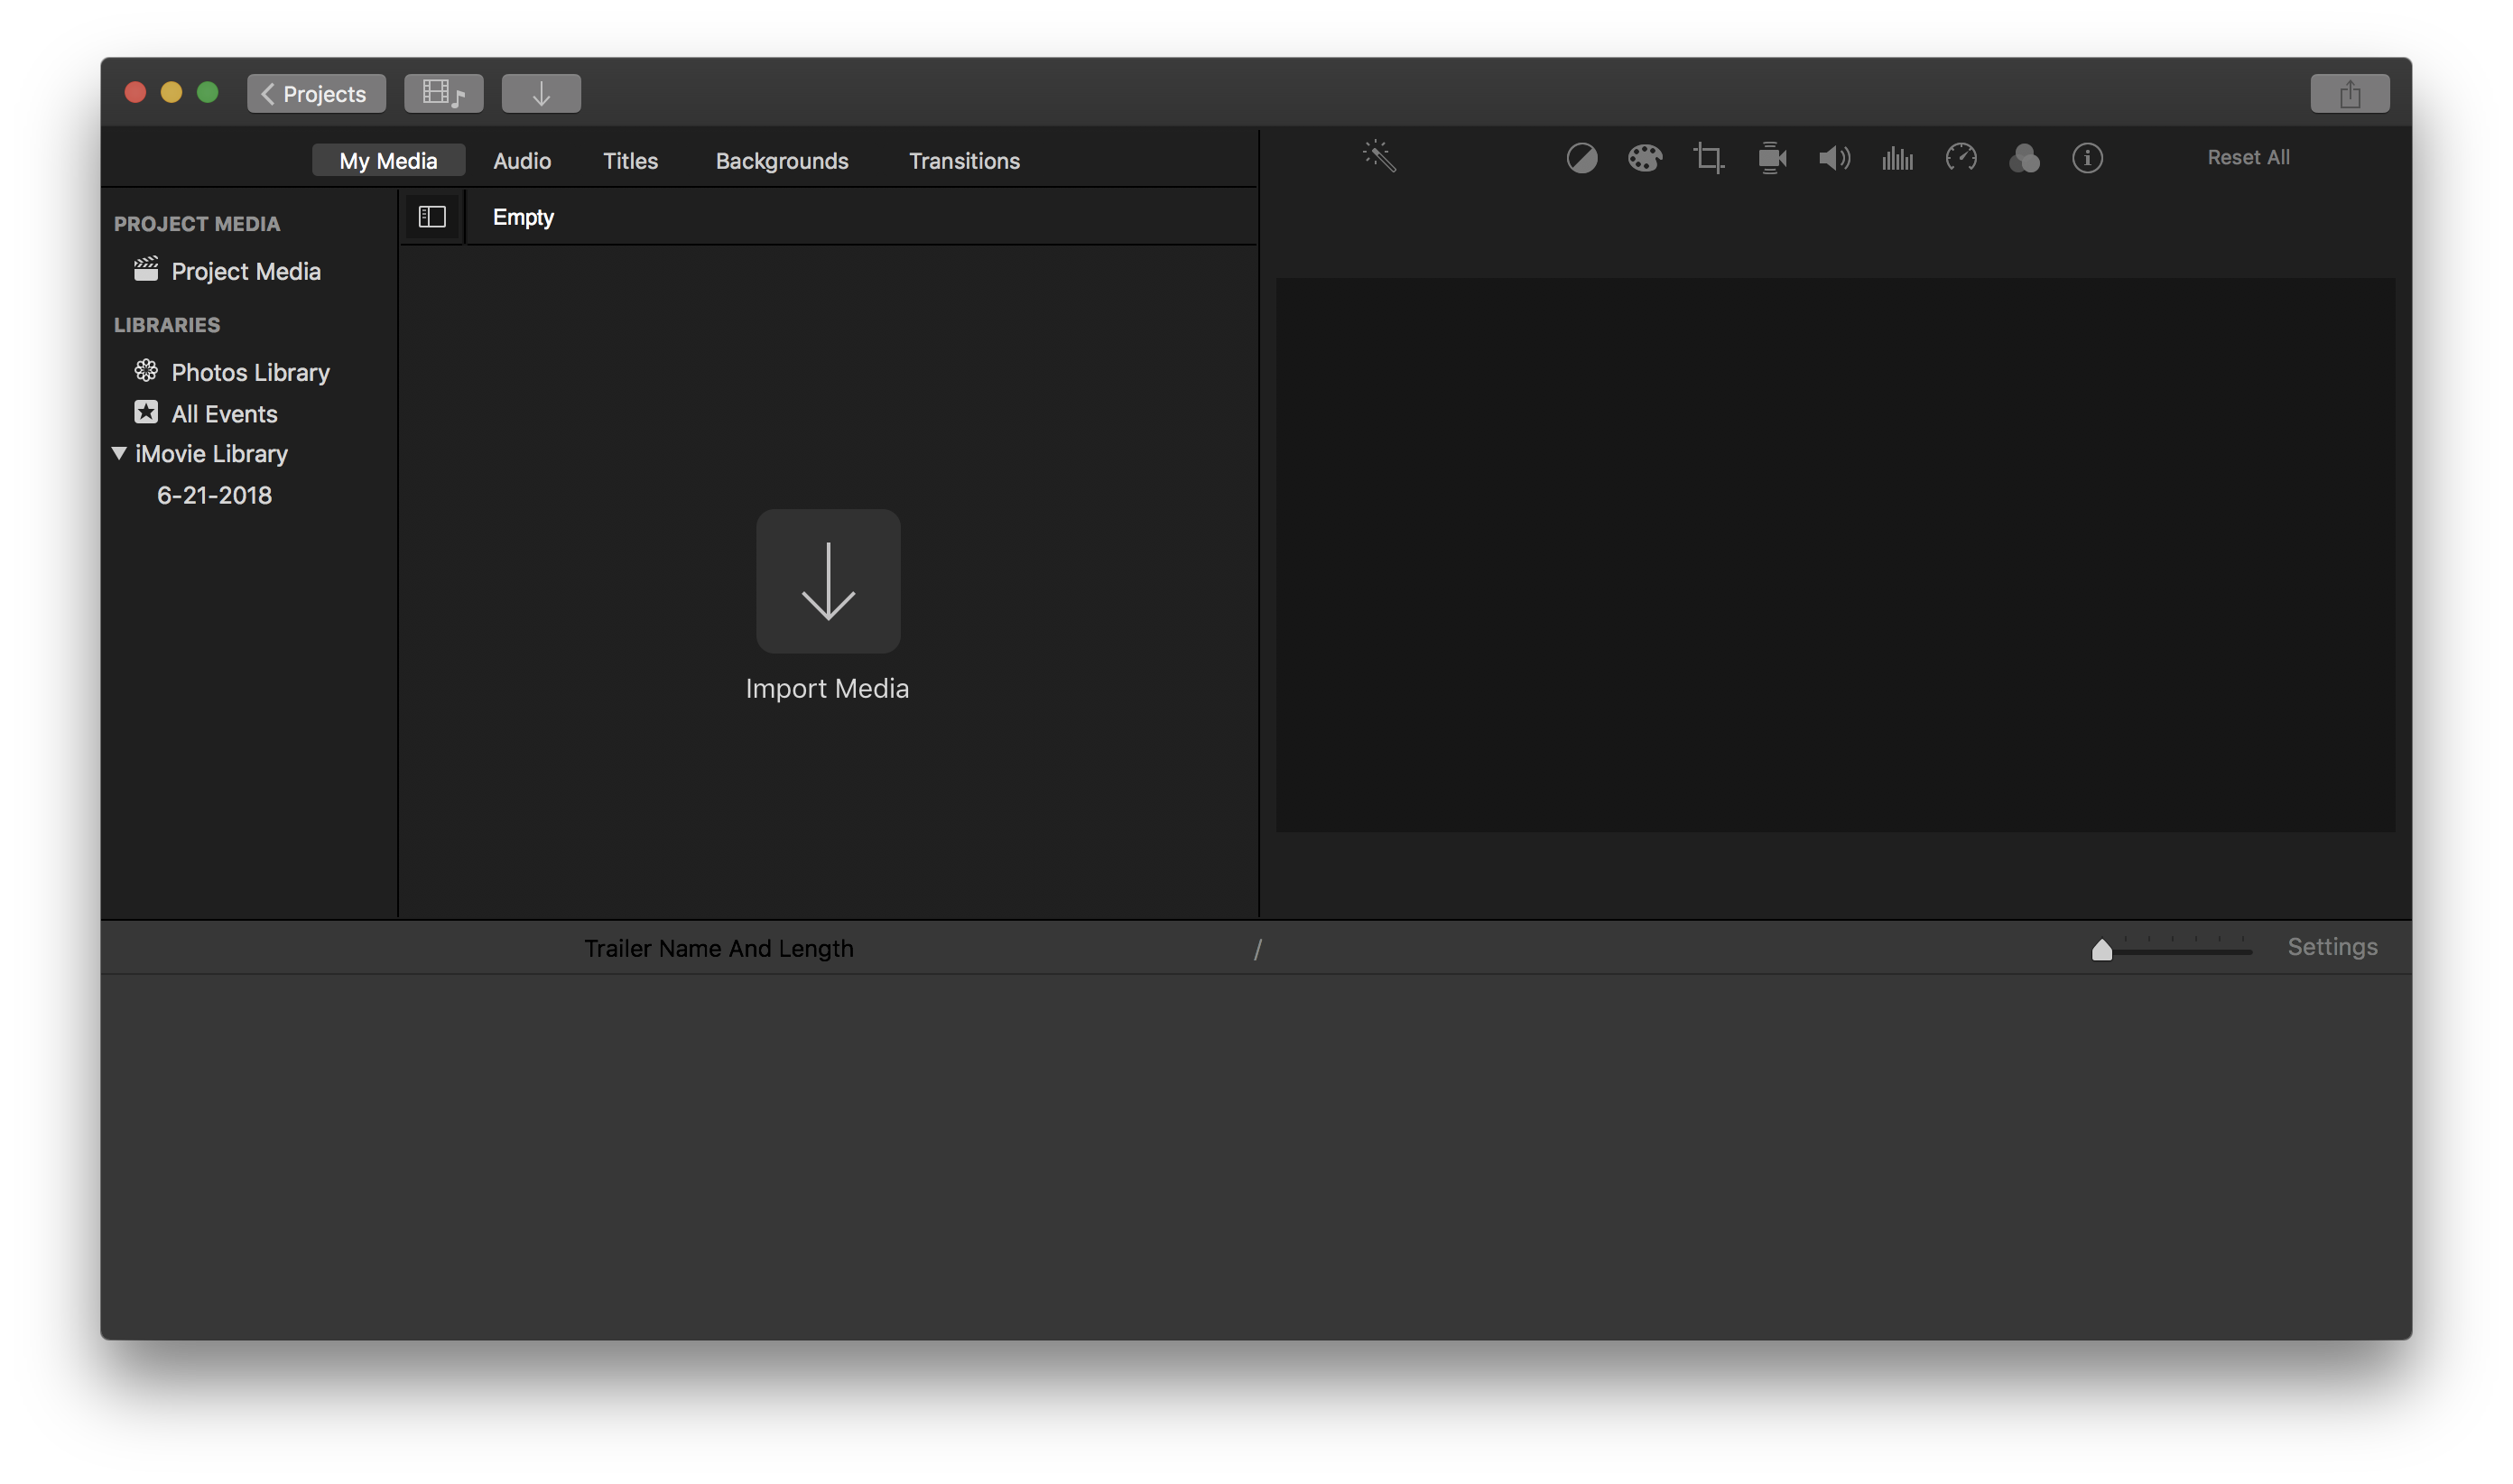 Projects
My Media Audio Titles Backgrounds Transitions
Reset All
PROJECT MEDIA
Project Media
LIBRARIES
Photos Library
All Events
iMovie Library
6-21-2018
Empty
Import Media
Trailer Name And Length
/
Settings